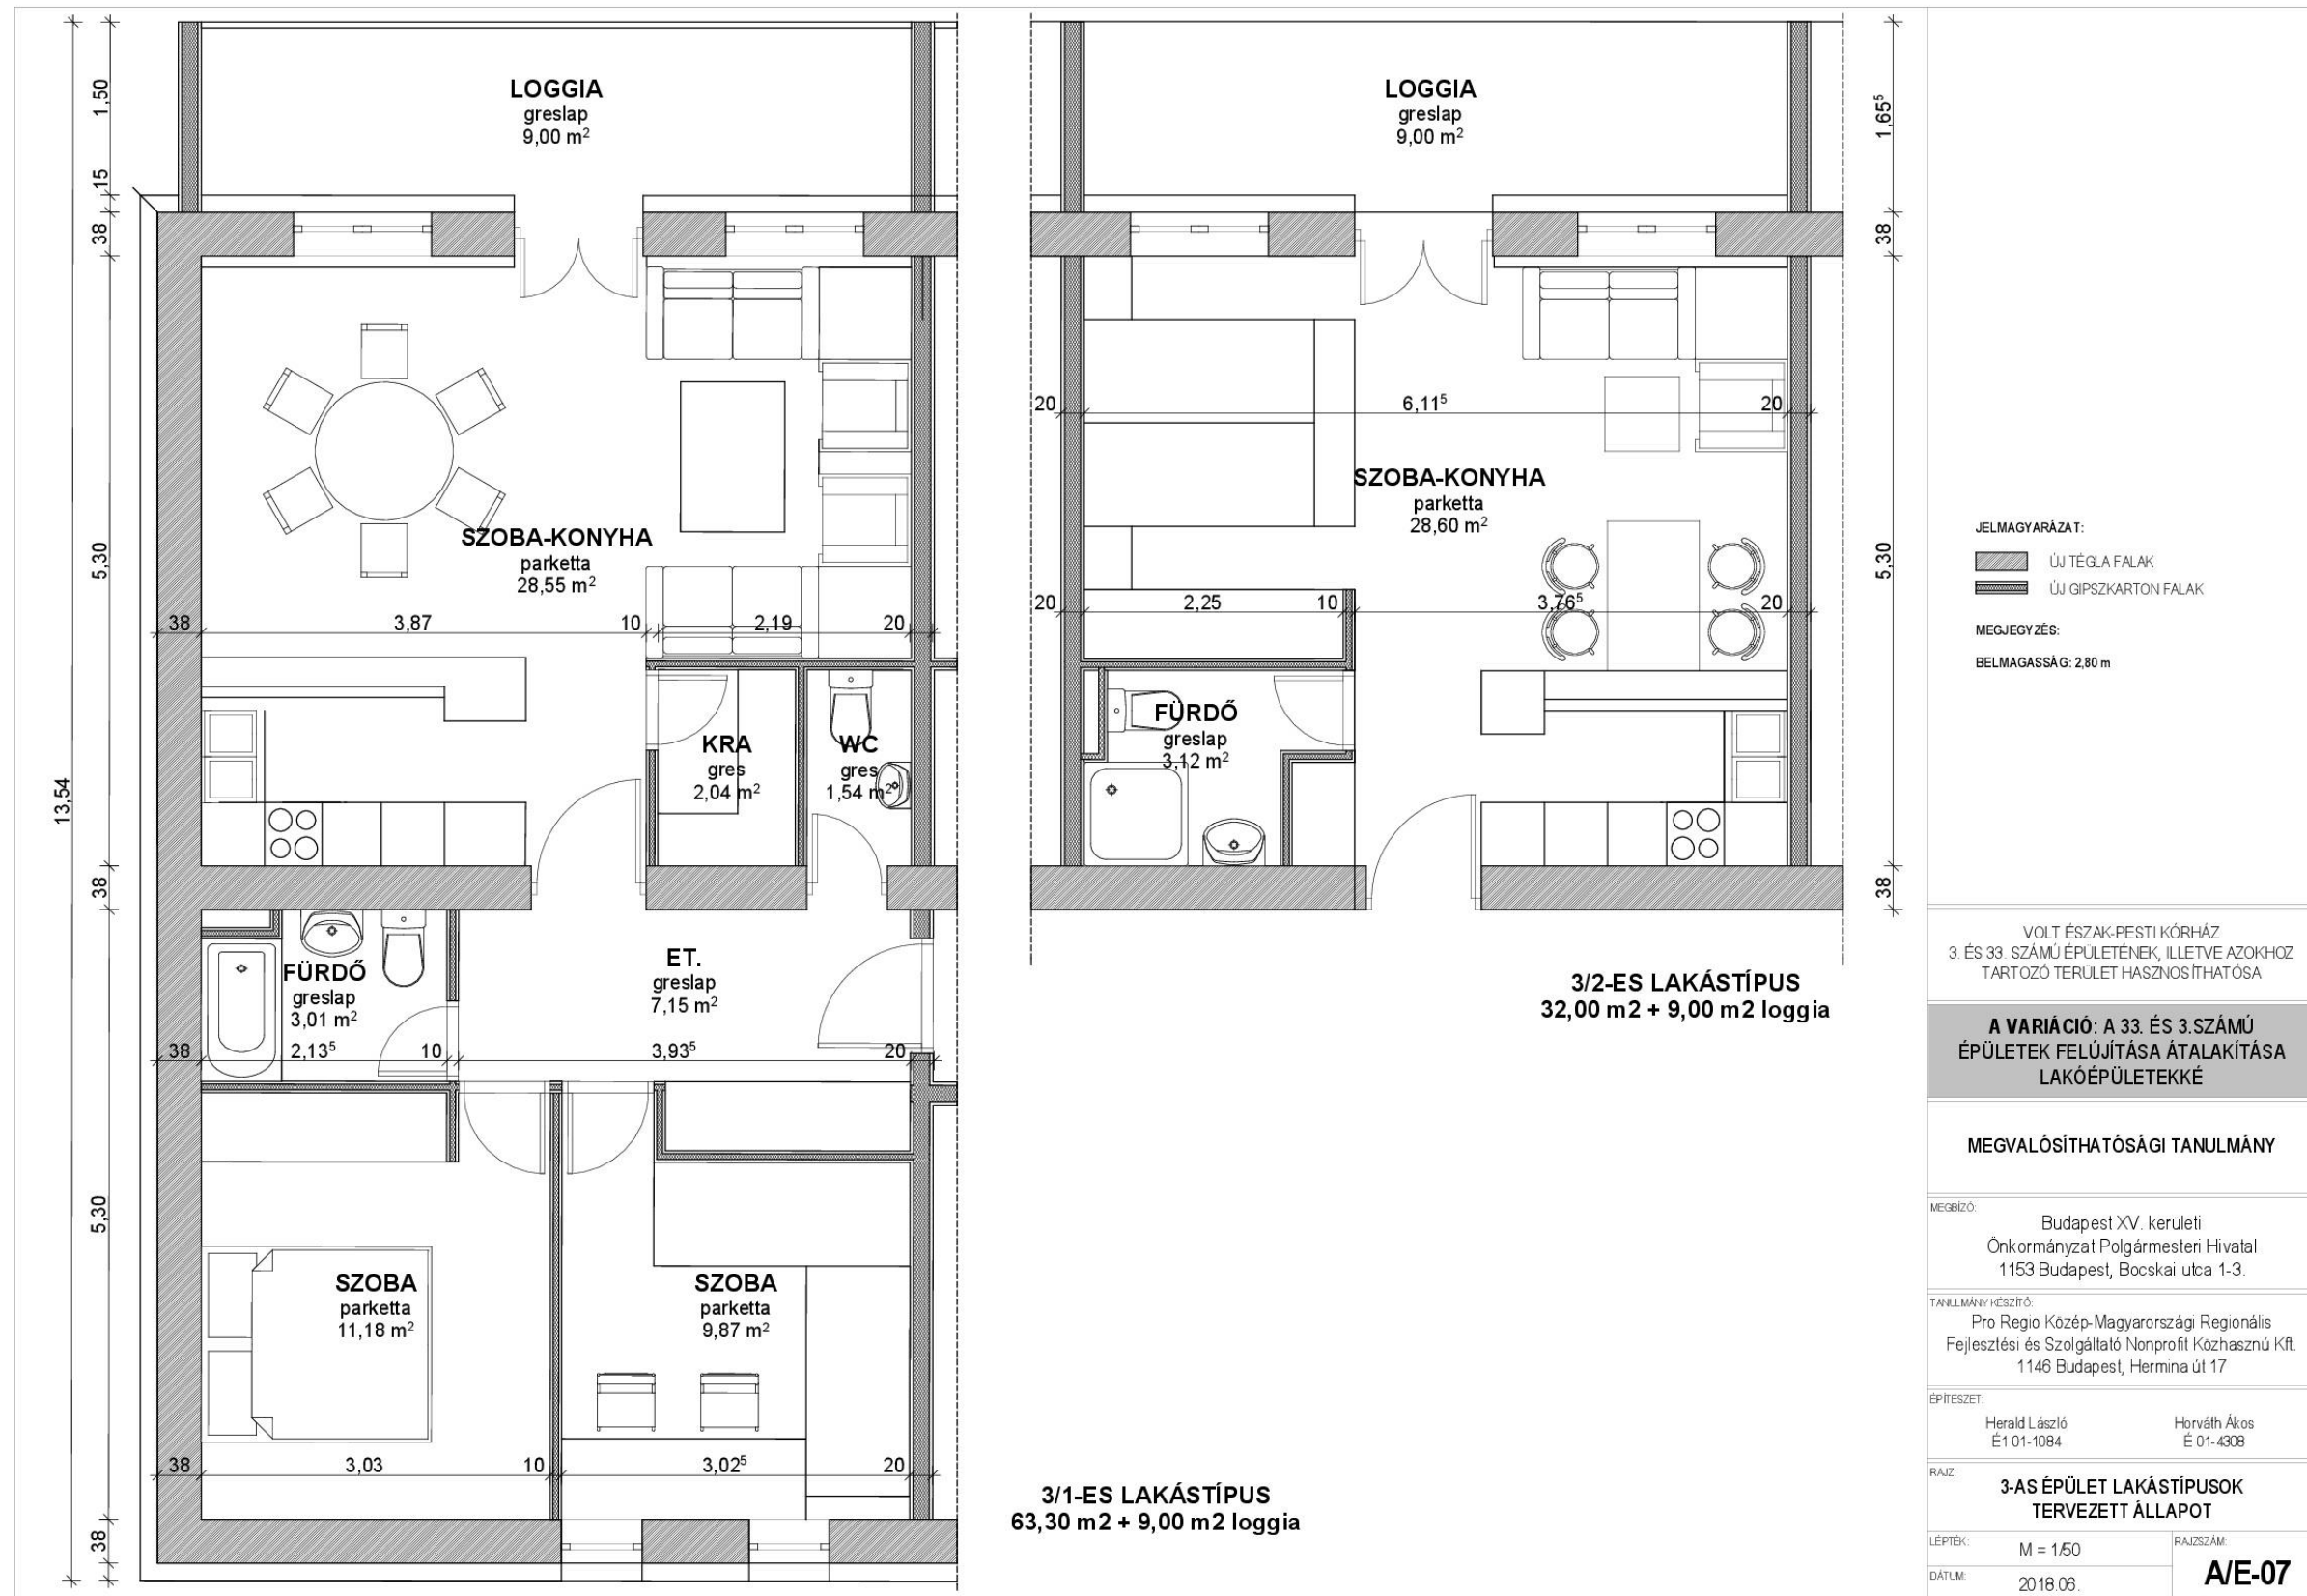 LOGGIA
greslap
9,00 m²
LOGGIA
greslap
9,00 m²
1,50
15
38
5,30
38
5,30
38
13,54
1,65⁵
38
5,30
38
SZOBA-KONYHA
parketta
28,55 m²
38
3,87
10
2,19
20
KRA
gres
2,04 m²
WC
gres
1,54 m²
FÜRDŐ
greslap
3,01 m²
ET.
greslap
7,15 m²
38
2,13⁵
10
3,93⁵
20
SZOBA
parketta
11,18 m²
SZOBA
parketta
9,87 m²
38
3,03
10
3,02⁵
20
3/1-ES LAKÁSTÍPUS
63,30 m2 + 9,00 m2 loggia
20
6,11⁵
20
SZOBA-KONYHA
parketta
28,60 m²
20
2,25
10
3,76⁵
20
FÜRDŐ
greslap
3,12 m²
3/2-ES LAKÁSTÍPUS
32,00 m2 + 9,00 m2 loggia
JELMAGYARÁZAT:
ÚJ TÉGLA FALAK
ÚJ GIPSZKARTON FALAK
MEGJEGYZÉS:
BELMAGASSÁG: 2,80 m
VOLT ÉSZAK-PESTI KÓRHÁZ
3. ÉS 33. SZÁMÚ ÉPÜLETÉNEK, ILLETVE AZOKHOZ
TARTOZÓ TERÜLET HASZNOSÍTHATÓSA
A VARIÁCIÓ: A 33. ÉS 3.SZÁMÚ
ÉPÜLETEK FELÚJÍTÁSA ÁTALAKÍTÁSA
LAKÓÉPÜLETEKKÉ
MEGVALÓSÍTHATÓSÁGI TANULMÁNY
MEGBÍZÓ:
Budapest XV. kerületi
Önkormányzat Polgármesteri Hivatal
1153 Budapest, Bocskai utca 1-3.
TANULMÁNY KÉSZÍTŐ:
Pro Regio Közép-Magyarországi Regionális
Fejlesztési és Szolgáltató Nonprofit Közhasznú Kft.
1146 Budapest, Hermina út 17
ÉPÍTÉSZET:
Herald László
É1 01-1084
Horváth Ákos
É 01-4308
RAJZ:
3-AS ÉPÜLET LAKÁSTÍPUSOK
TERVEZETT ÁLLAPOT
LÉPTÉK:
M = 1/50
RAJZSZÁM:
A/E-07
DÁTUM:
2018.06.